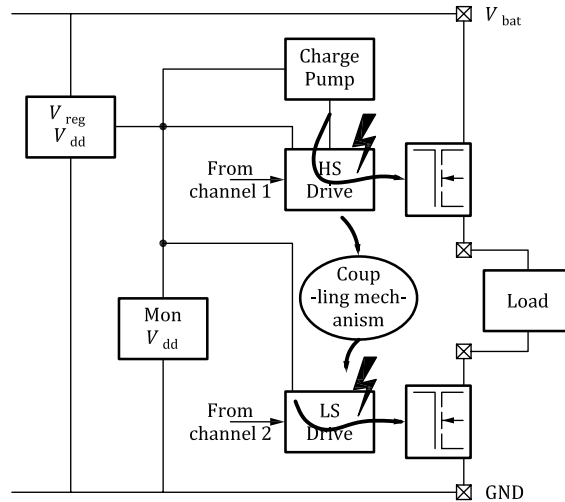 V bat
Charge
Pump
V reg
V dd
From
channel 1
HS
Drive
Coup
-ling mech-
anism
Load
Mon
V dd
From
channel 2
LS
Drive
GND